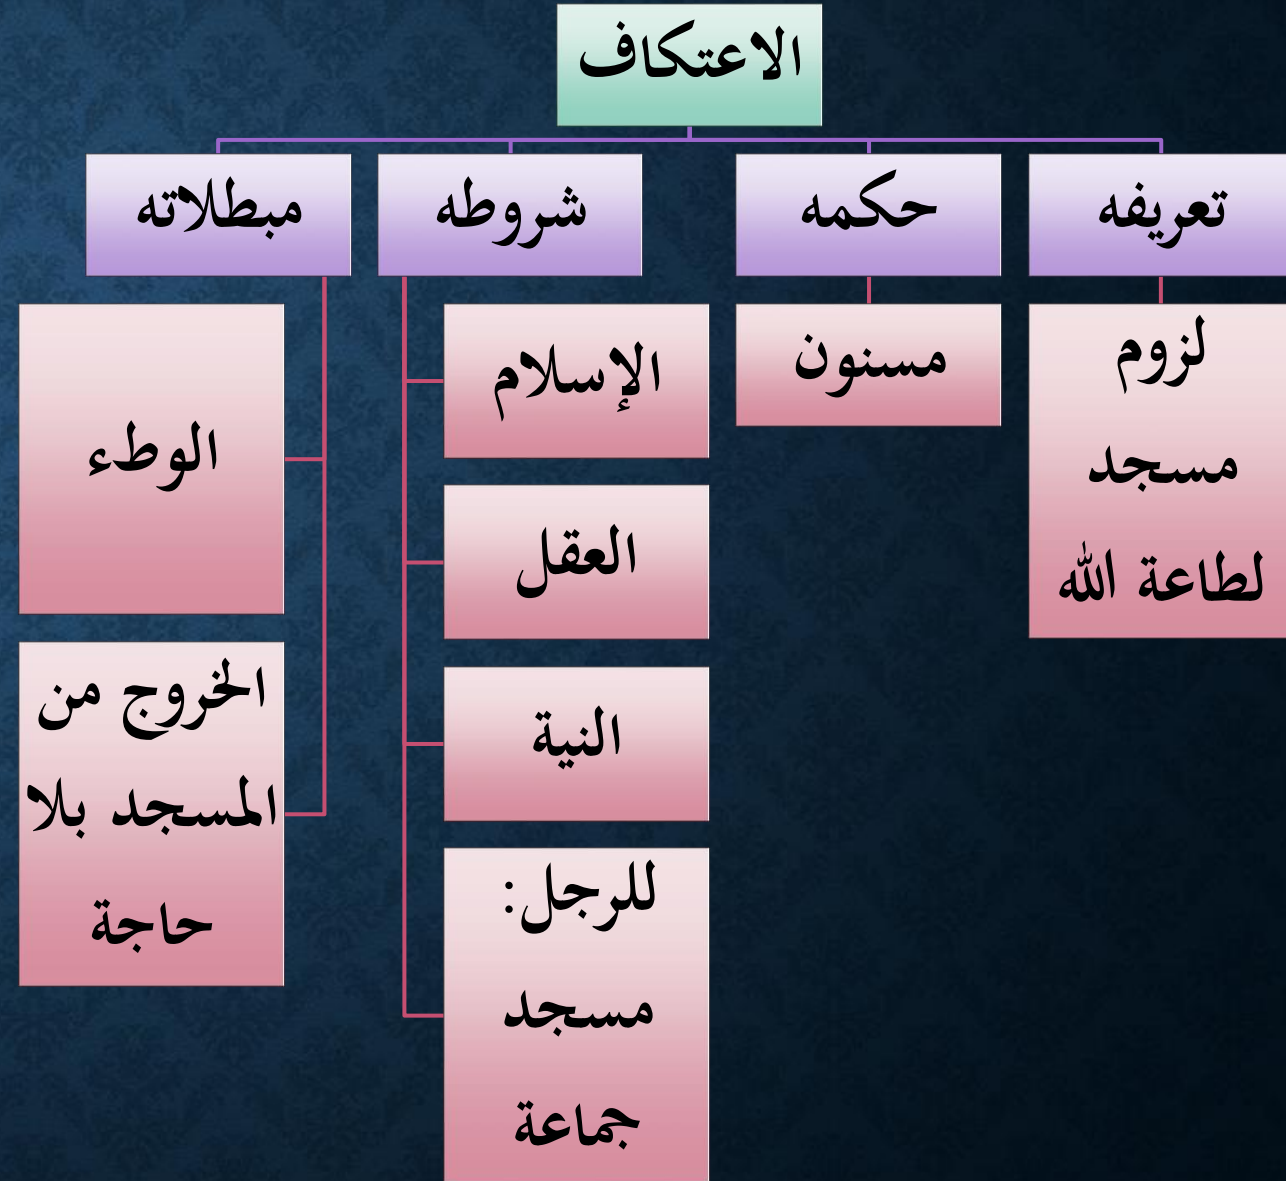 الاعتكاف
تعريفه
لزوم
مسجد
لطاعة الله
حكمه
مسنون
شروطه
الإسلام
العقل
النية
للرجل:
مسجد
جماعة
مبطلاته
الوطء
الخروج من
المسجد بلا
حاجة